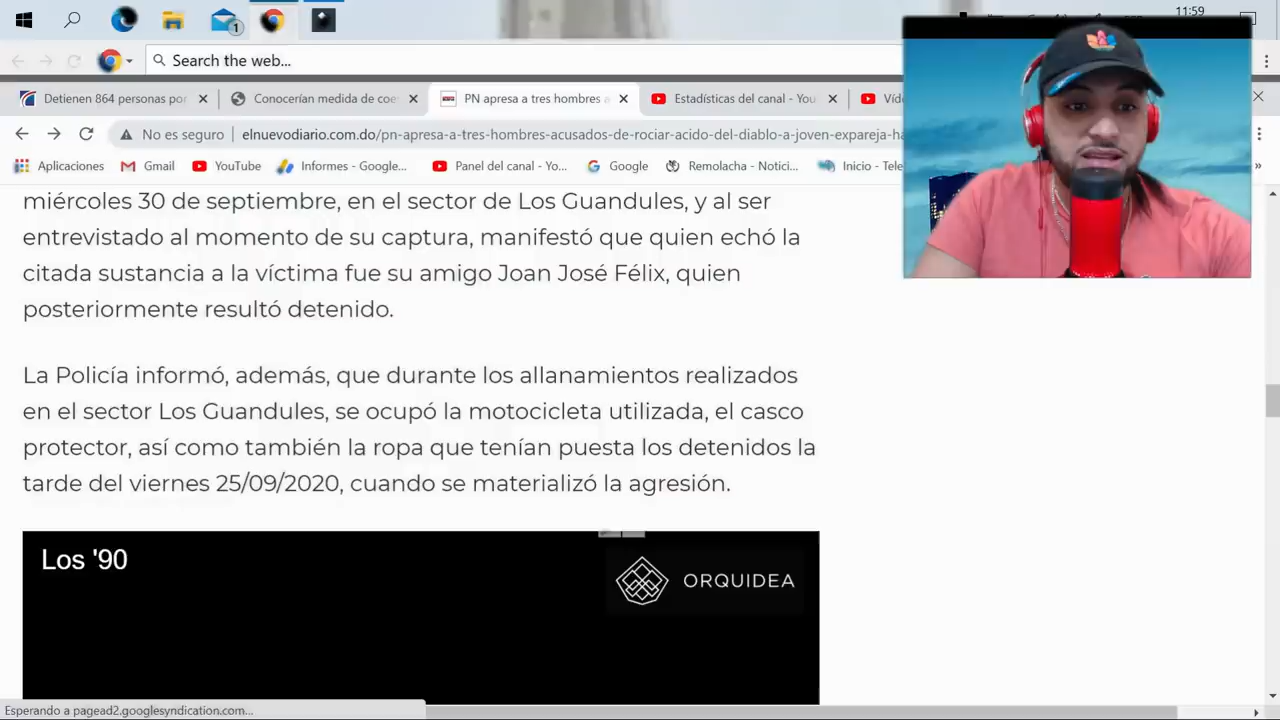 11:59
1
Search the web...
Detienen 864 personas por
Conocerían medida de coe
PN apresa a tres hombres a
Estadísticas del canal - You
No es seguro
elnuevodiario.com.do/pn-apresa-a-tres-hombres-acusados-de-rociar-acido-del-diablo-a-joven-expareja-ha
Aplicaciones
Gmail
YouTube
Informes - Google...
Panel del canal - Yo...
Google
Remolacha - Notici...
Inicio - Tele
»
miércoles 30 de septiembre, en el sector de Los Guandules, y al ser
entrevistado al momento de su captura, manifestó que quien echó la
citada sustancia a la víctima fue su amigo Joan José Félix, quien
posteriormente resultó detenido.
La Policía informó, además, que durante los allanamientos realizados
en el sector Los Guandules, se ocupó la motocicleta utilizada, el casco
protector, así como también la ropa que tenían puesta los detenidos la
tarde del viernes 25/09/2020, cuando se materializó la agresión.
Los '90
ORQUIDEA
Esperando a pagead2.googlesyndication.com...